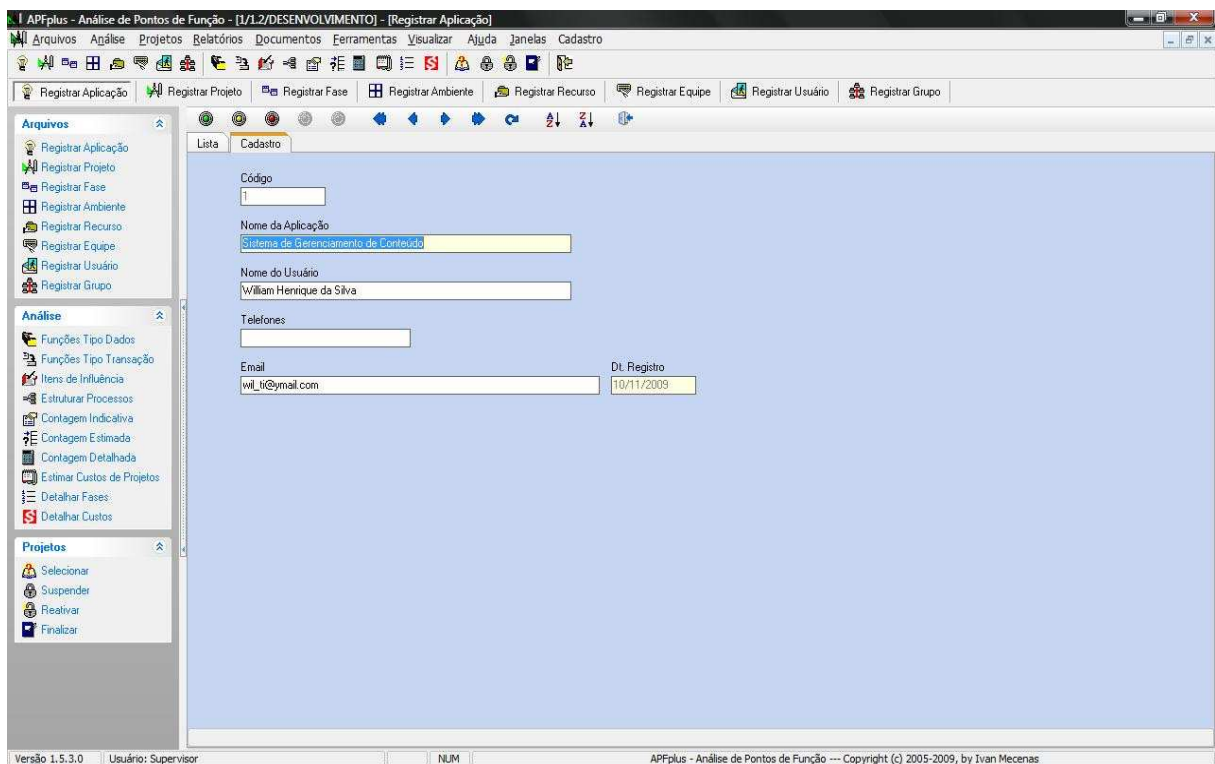 APFplus - Análise de Pontos de Função - [1/1.2/DESENVOLVIMENTO] - [Registrar Aplicação]
Arquivos Análise Projetos Relatórios Documentos Ferramentas Visualizar Ajuda Janelas Cadastro
Registrar Aplicação Registrar Projeto Registrar Fase Registrar Ambiente Registrar Recurso Registrar Equipe Registrar Usuário Registrar Grupo
Arquivos
Registrar Aplicação
Registrar Projeto
Registrar Fase
Registrar Ambiente
Registrar Recurso
Registrar Equipe
Registrar Usuário
Registrar Grupo
Análise
Funções Tipo Dados
Funções Tipo Transação
Itens de Influência
Estruturar Processos
Contagem Indicativa
Contagem Estimada
Contagem Detalhada
Estimar Custos de Projetos
Detalhar Fases
Detalhar Custos
Projetos
Selecionar
Suspender
Reativar
Finalizar
Lista Cadastro
Código
1
Nome da Aplicação
Sistema de Gerenciamento de Conteúdo
Nome do Usuário
William Henrique da Silva
Telefones
Email Dt. Registro
wil_ti@ymail.com 10/11/2009
Versão 1.5.3.0 Usuário: Supervisor NUM APFplus - Análise de Pontos de Função --- Copyright (c) 2005-2009, by Ivan Mecenas